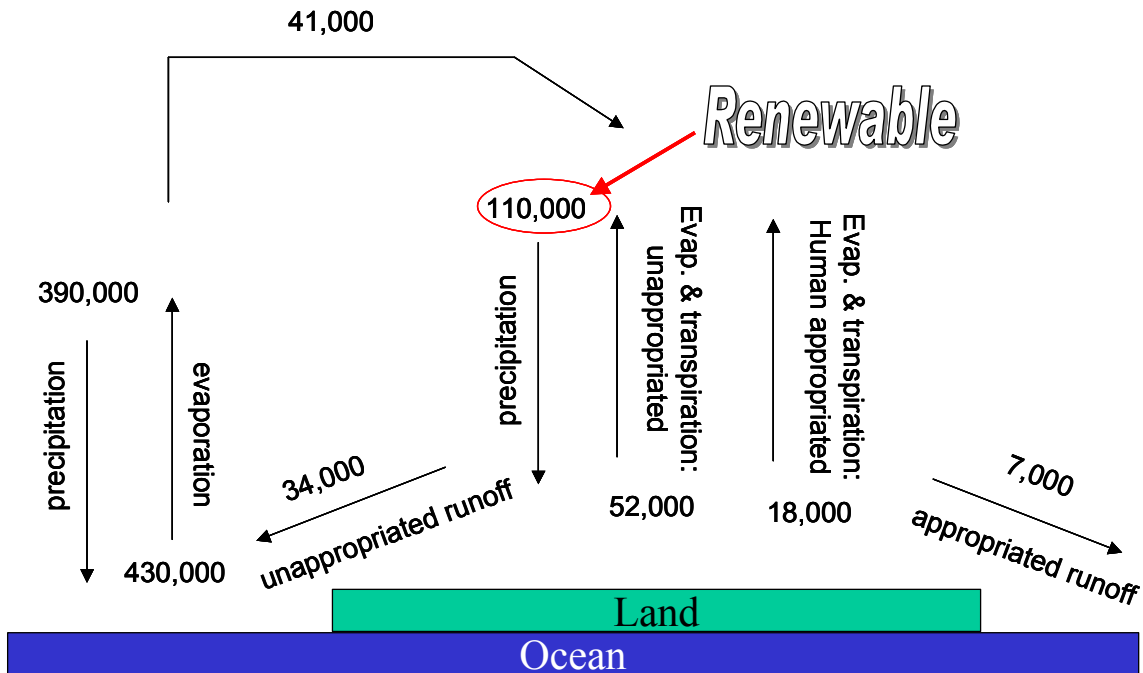 41,000
Renewable
110,000
390,000
precipitation
evaporation
430,000
34,000
unappropriated runoff
precipitation
Evap. & transpiration:
unappropriated
52,000
Evap. & transpiration:
Human appropriated
18,000
7,000
appropriated runoff
Land
Ocean